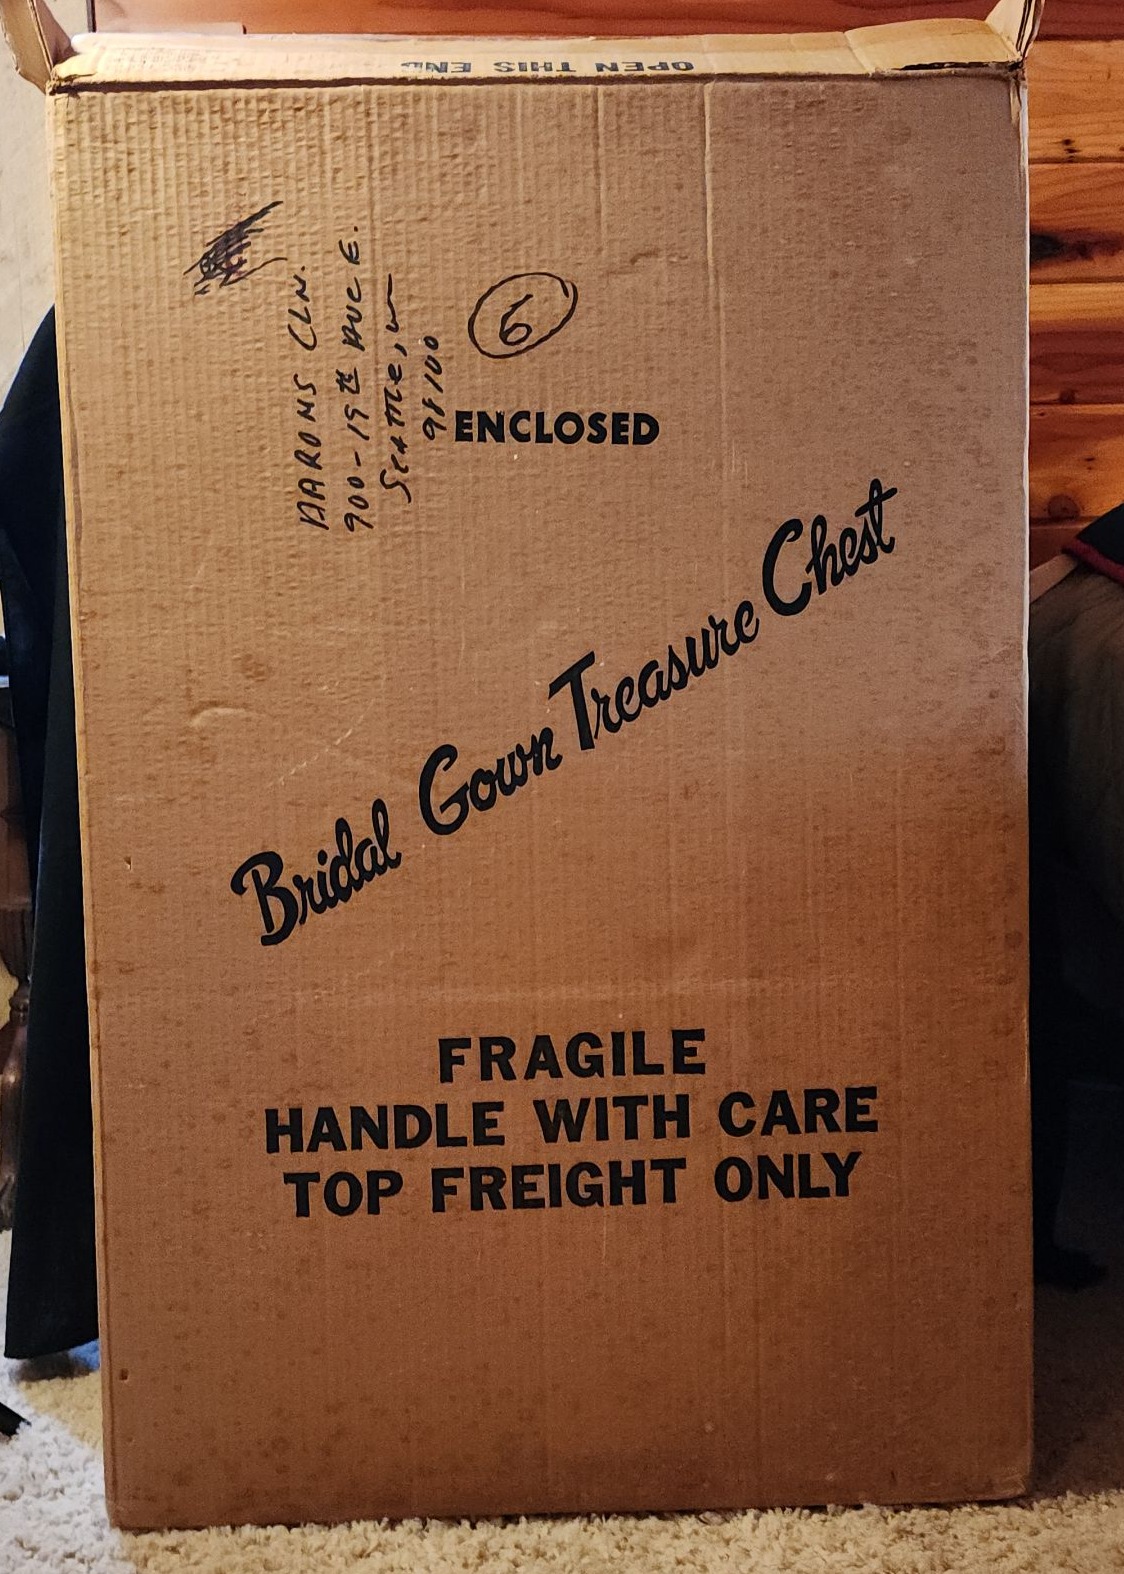 OPEN THIS END
AARONS CLN.
900-19th AVE E.
Seattle, W
98100
6
ENCLOSED
Bridal Gown Treasure Chest
FRAGILE
HANDLE WITH CARE
TOP FREIGHT ONLY